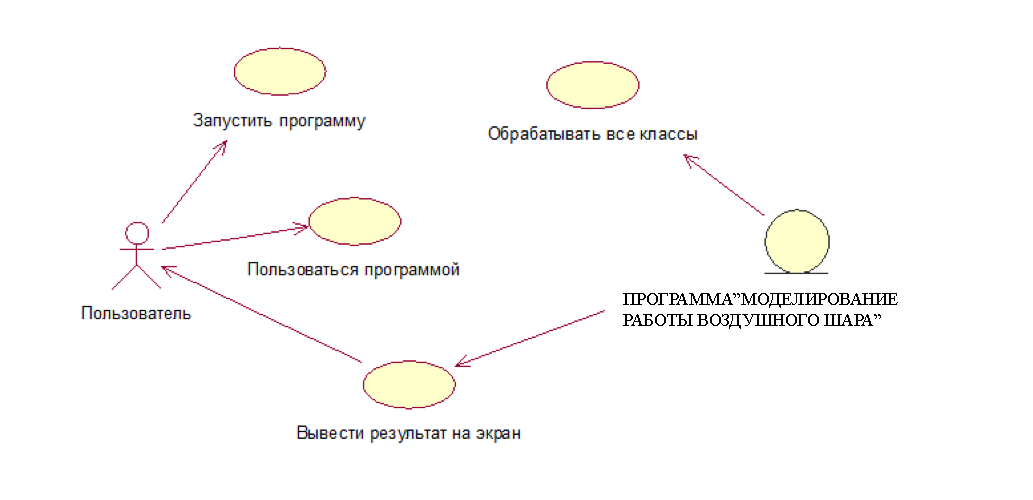 Запустить программу
Обрабатывать все классы
Пользоваться программой
Пользователь
ПРОГРАММА”МОДЕЛИРОВАНИЕ
РАБОТЫ ВОЗДУШНОГО ШАРА”
Вывести результат на экран